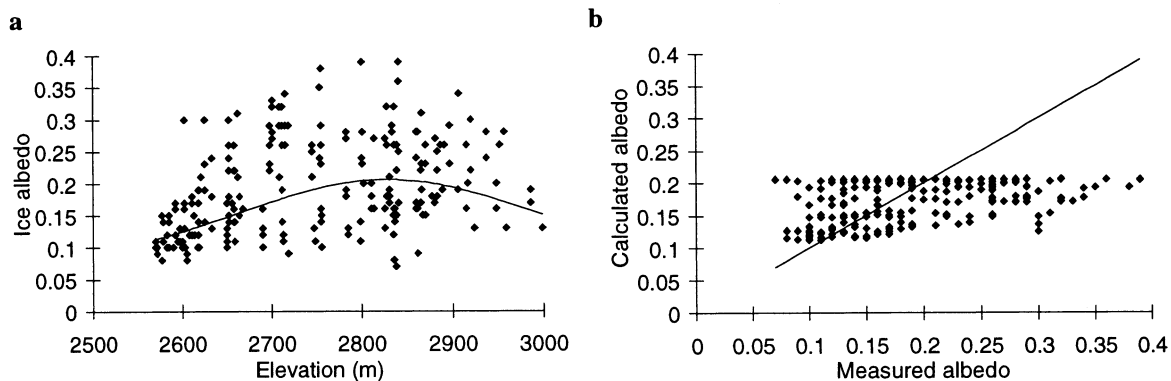 a
0.4
0.35
0.3
0.25
0.2
0.15
0.1
0.05
0
Ice albedo
2500 2600 2700 2800 2900 3000
Elevation (m)
b
0.4
0.35
0.3
0.25
0.2
0.15
0.1
0.05
0
Calculated albedo
0 0.05 0.1 0.15 0.2 0.25 0.3 0.35 0.4
Measured albedo